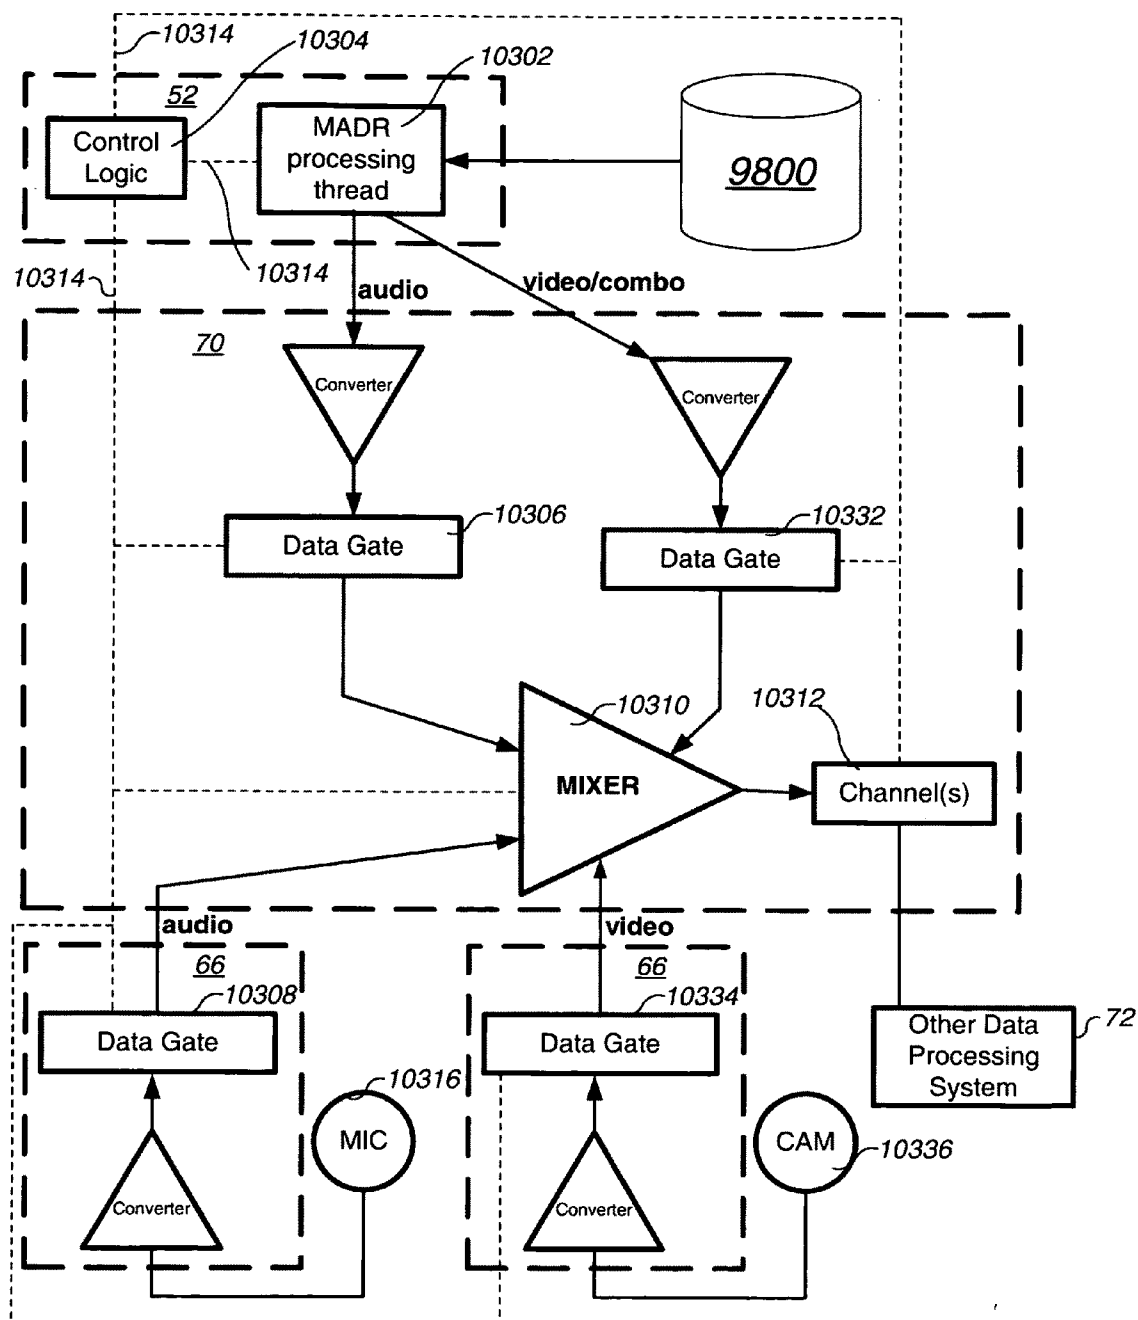 10314
10304
10302
52
Control
Logic
MADR
processing
thread
9800
10314
10314
audio
video/combo
70
Converter
Converter
10306
Data Gate
10332
Data Gate
10310
10312
MIXER
Channel(s)
audio
video
66
66
10308
Data Gate
10316
MIC
10334
Data Gate
CAM
10336
Other Data
Processing
System
72
Converter
Converter